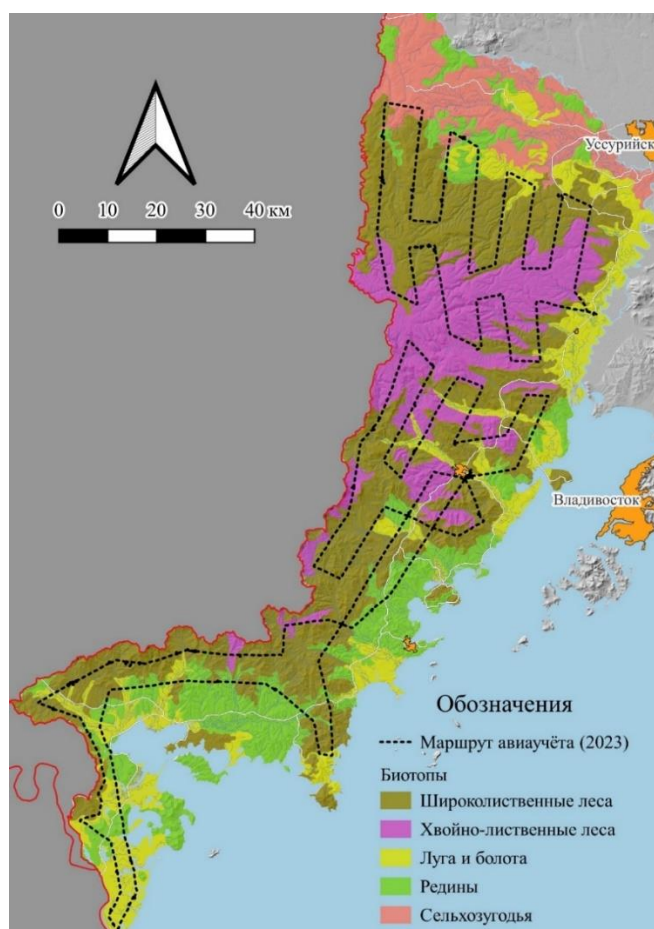 Уссурийск
0 10 20 30 40 км
Владивосток
Обозначения
Маршрут авиаучёта (2023)
Биотопы
Широколиственные леса
Хвойно-лиственные леса
Луга и болота
Редины
Сельхозугодья